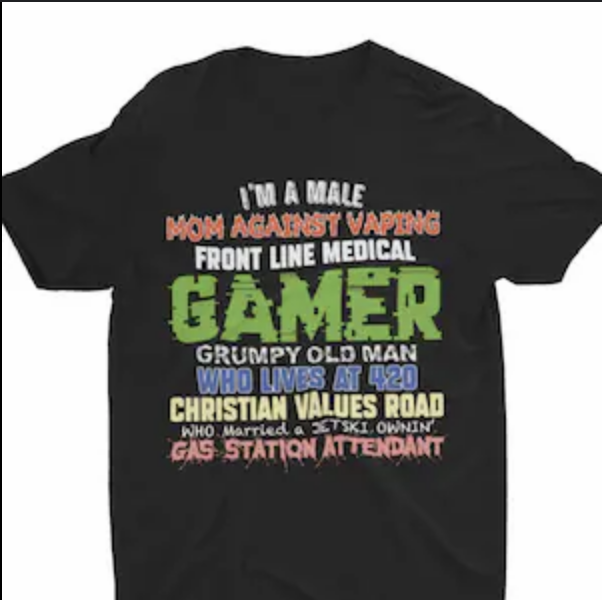 I'M A MALE
MOM AGAINST VAPING
FRONT LINE MEDICAL
GAMER
GRUMPY OLD MAN
WHO LIVES AT 420
CHRISTIAN VALUES ROAD
WHO Married a JETSKI OWNIN'
GAS STATION ATTENDANT